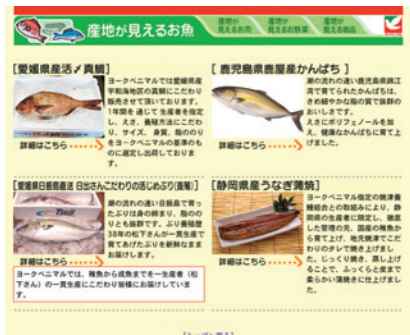 産地が見えるお魚
産地が
見えるお肉
産地が
見えるお野菜
産地が
見える商品
[愛媛県産活〆真鯛]
ヨークベニマルでは愛媛県産
宇和海地区の真鯛にこだわり
販売させて頂いております。
1年間を通じて生産者を指定
し、えさ、養殖方法にこだわ
り、サイズ、身質、脂ののり
をヨークベニマルの基準のも
のに選定し出荷しておりま
す。
詳細はこちら
[鹿児島県鹿屋産かんぱち]
潮の流れの速い鹿児島県錦江
湾で育てられたかんぱちは、
きめ細やかな脂の質で抜群の
おいしさです。
えさにポリフェノールを加
え、健康なかんぱちに育て上
げました。
詳細はこちら
[愛媛県日振島直送 日出さんこだわりの活じめぶり(養殖)]
潮の流れの速い日振島で育っ
たぶりは身の締まり、脂のの
りとも抜群です。ぶり養殖歴
38年の松下さんが一貫生産で
育てあげたぶりを新鮮なまま
お届けします。
詳細はこちら
ヨークベニマルでは、稚魚から成魚までを一生産者(松
下さん)の一貫生産にこだわり皆様にお届けしていま
す。
[静岡県産うなぎ蒲焼]
ヨークベニマル指定の焼津養
鰻組合との取組みにより、静
岡県の生産者に限定し、徹底
した管理の元、国産の稚魚か
ら育て上げ、地元焼津でこだ
わりのタレで焼き上げまし
た。じっくり焼き、蒸し上げ
ることで、ふっくらと皮まで
柔らかい蒲焼きに仕上げまし
た。
詳細はこちら